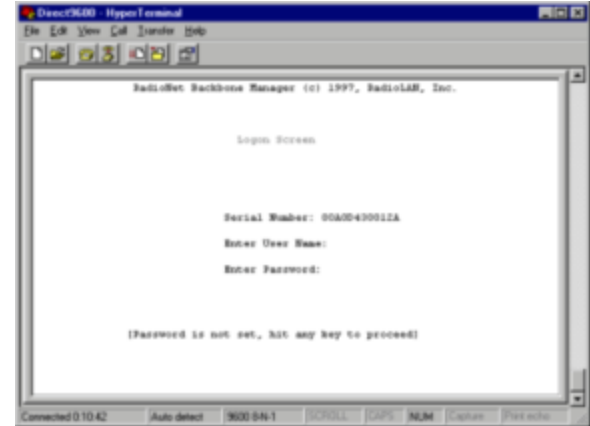 Direct9600 - HyperTerminal
File Edit View Call Transfer Help
RadioNet Backbone Manager (c) 1997, RadioLAN, Inc.
Logon Screen
Serial Number: 00A0D430012A
Enter User Name:
Enter Password:
[Password is not set, hit any key to proceed]
Connected 0:10:42 Auto detect 9600 8-N-1 SCROLL CAPS NUM Capture Print echo